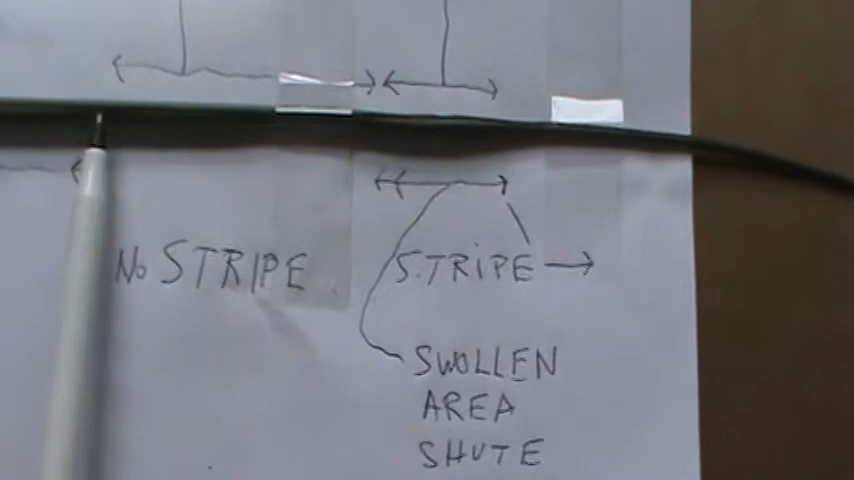 No STRIPE
STRIPE
SWOLLEN
AREA
SHUTE